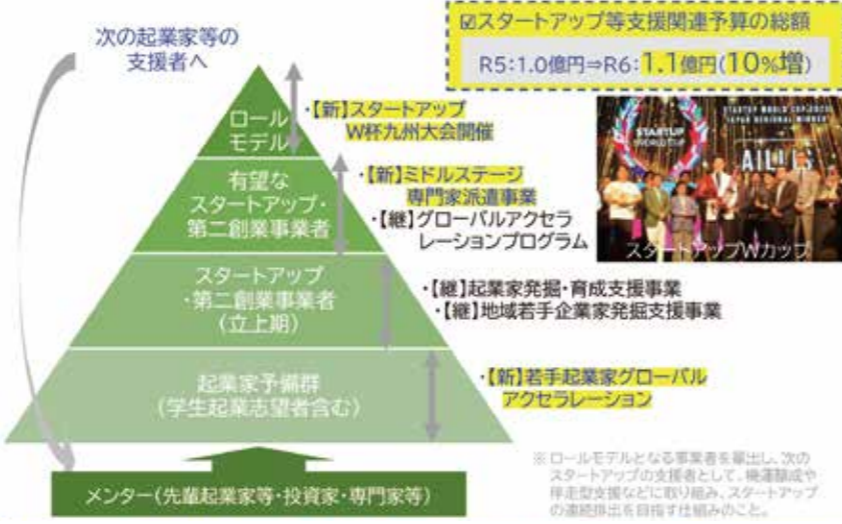 次の起業家等の
支援者へ
☑スタートアップ等支援関連予算の総額
R5:1.0億円⇒R6:1.1億円(10%増)
ロール
モデル
・【新】スタートアップ
W杯九州大会開催
有望な
スタートアップ・
第二創業事業者
・【新】ミドルステージ
専門家派遣事業
・【継】グローバルアクセラ
レーションプログラム
STARTUP
WORLD CUP
AILLIS
スタートアップWカップ
スタートアップ
・第二創業事業者
(立上期)
・【継】起業家発掘・育成支援事業
・【継】地域若手企業家発掘支援事業
起業家予備群
(学生起業志望者含む)
・【新】若手起業家グローバル
アクセラレーション
メンター(先輩起業家等・投資家・専門家等)
※ロールモデルとなる事業者を輩出し、次の
スタートアップの支援者として、機運醸成や
伴走型支援などに取り組み、スタートアップ
の連続排出を目指す仕組みのこと。